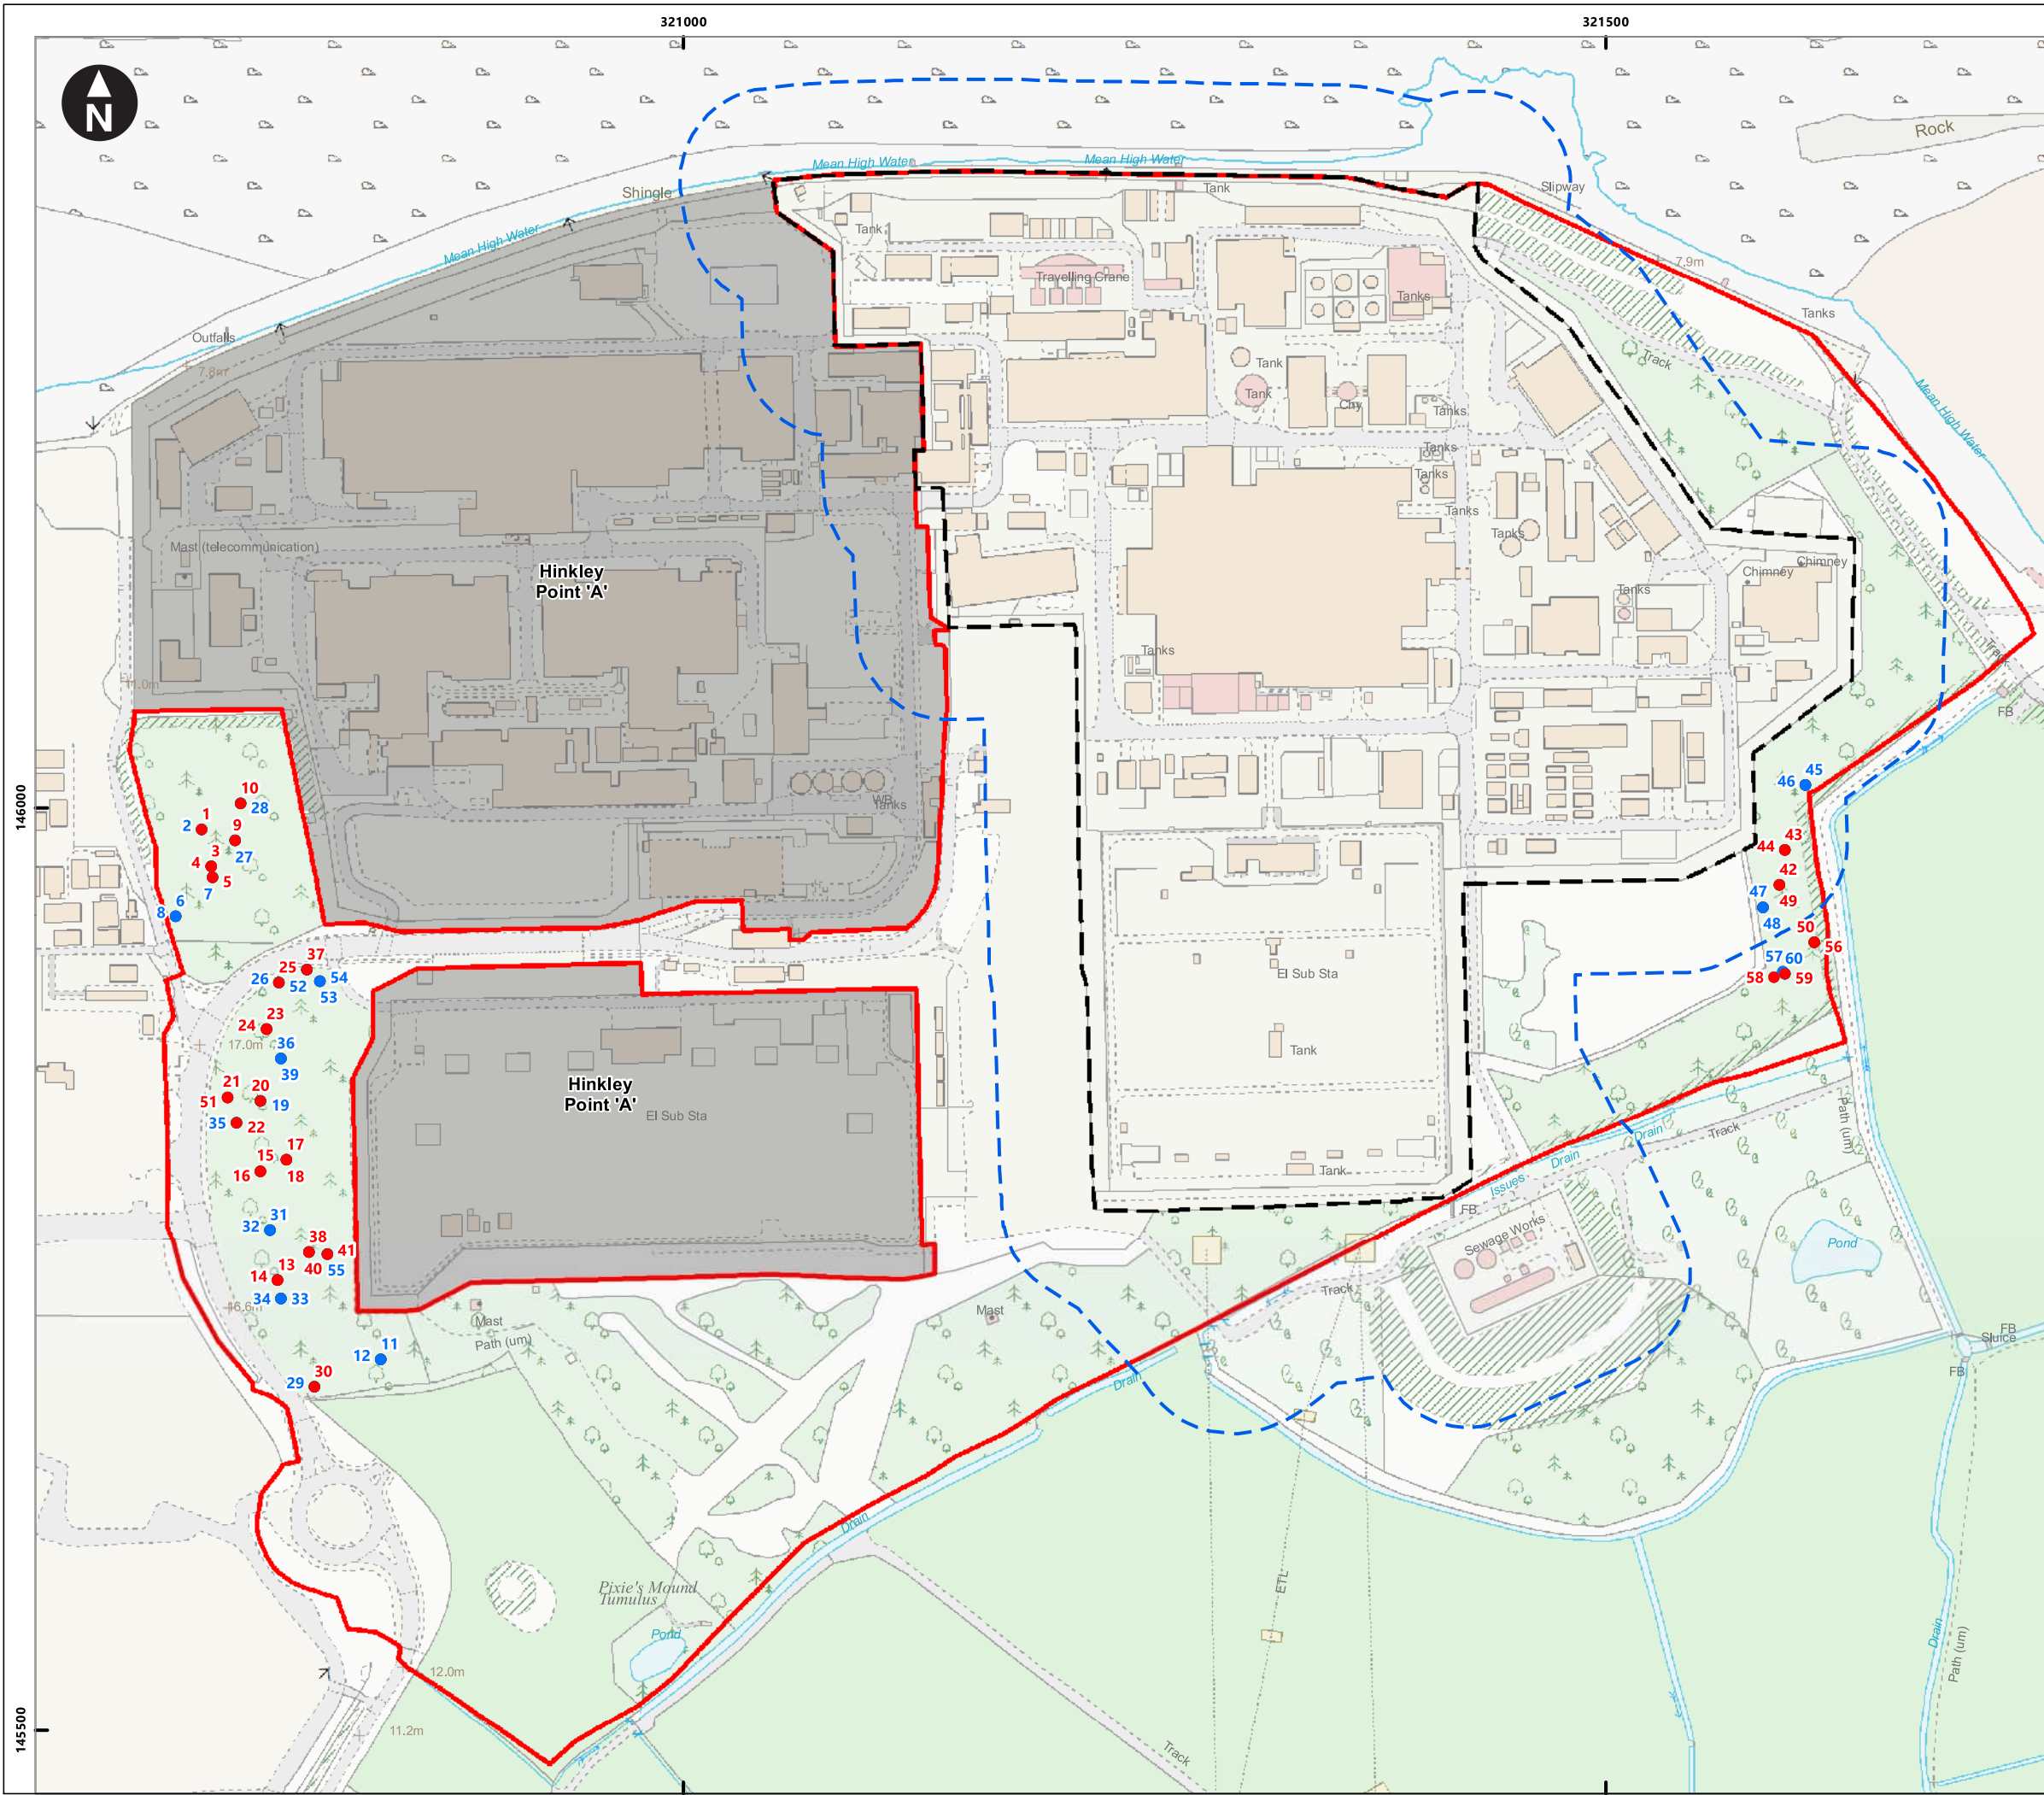 321000
321500
N
Rock
Mean High Water
Mean High Water
Shingle
Tank
Slipway
Mean High Water
Tank
7.9m
Travelling Crane
Tanks
Tanks
Outfalls
7.8m
Tank
Track
Tank
Chy
Tanks
Mean High Water
Tanks
Tanks
Tanks
Tanks
Mast (telecommunication)
Hinkley
Point 'A'
Chimney
Chimney
Tanks
Tanks
Track
11.0m
FB
146000
WB
Tanks
10
28
1
2
9
27
3
4
5
7
6
8
45
46
43
44
42
47
49
48
50
56
57
60
58
59
37
25
26
52
54
53
El Sub Sta
23
24
17.0m
36
39
Tank
Hinkley
Point 'A'
El Sub Sta
21
20
51
19
35
22
17
15
16
18
Path (um)
Track
Drain
Drain
Issues
Tank
FB
Sewage Works
Pond
31
32
38
41
13
40
55
14
34
33
16.6m
Track
Mast
Mast
Path (um)
FB
Sluice
FB
11
12
30
29
Drain
Drain
Pixie's Mound
Tumulus
ETL
Pond
Drain
Path (um)
12.0m
11.2m
145500
Track